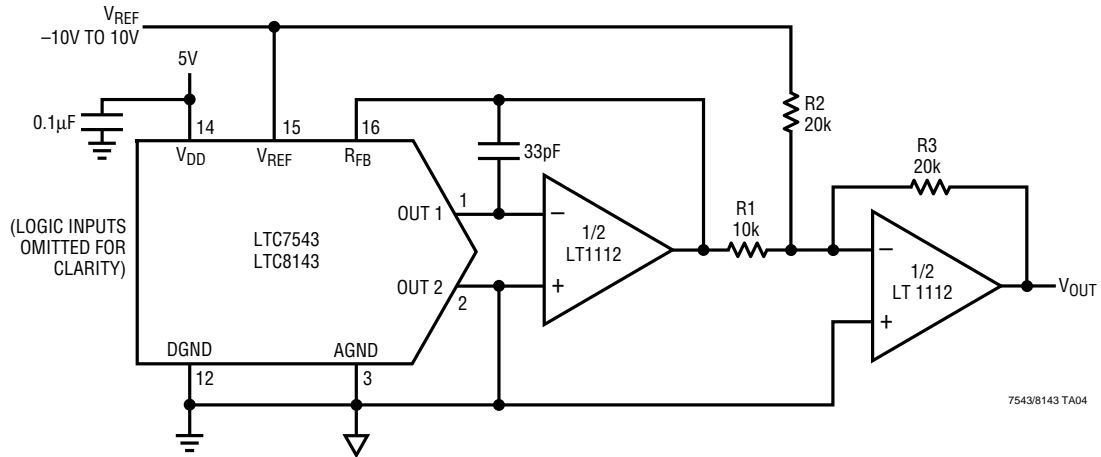 VREF
–10V TO 10V
5V
0.1µF
14
15
16
VDD
VREF
RFB
33pF
R2
20k
R3
20k
(LOGIC INPUTS
OMITTED FOR
CLARITY)
LTC7543
LTC8143
OUT 1
1
OUT 2
2
–
+
1/2
LT1112
R1
10k
–
+
1/2
LT 1112
VOUT
DGND
AGND
12
3
7543/8143 TA04